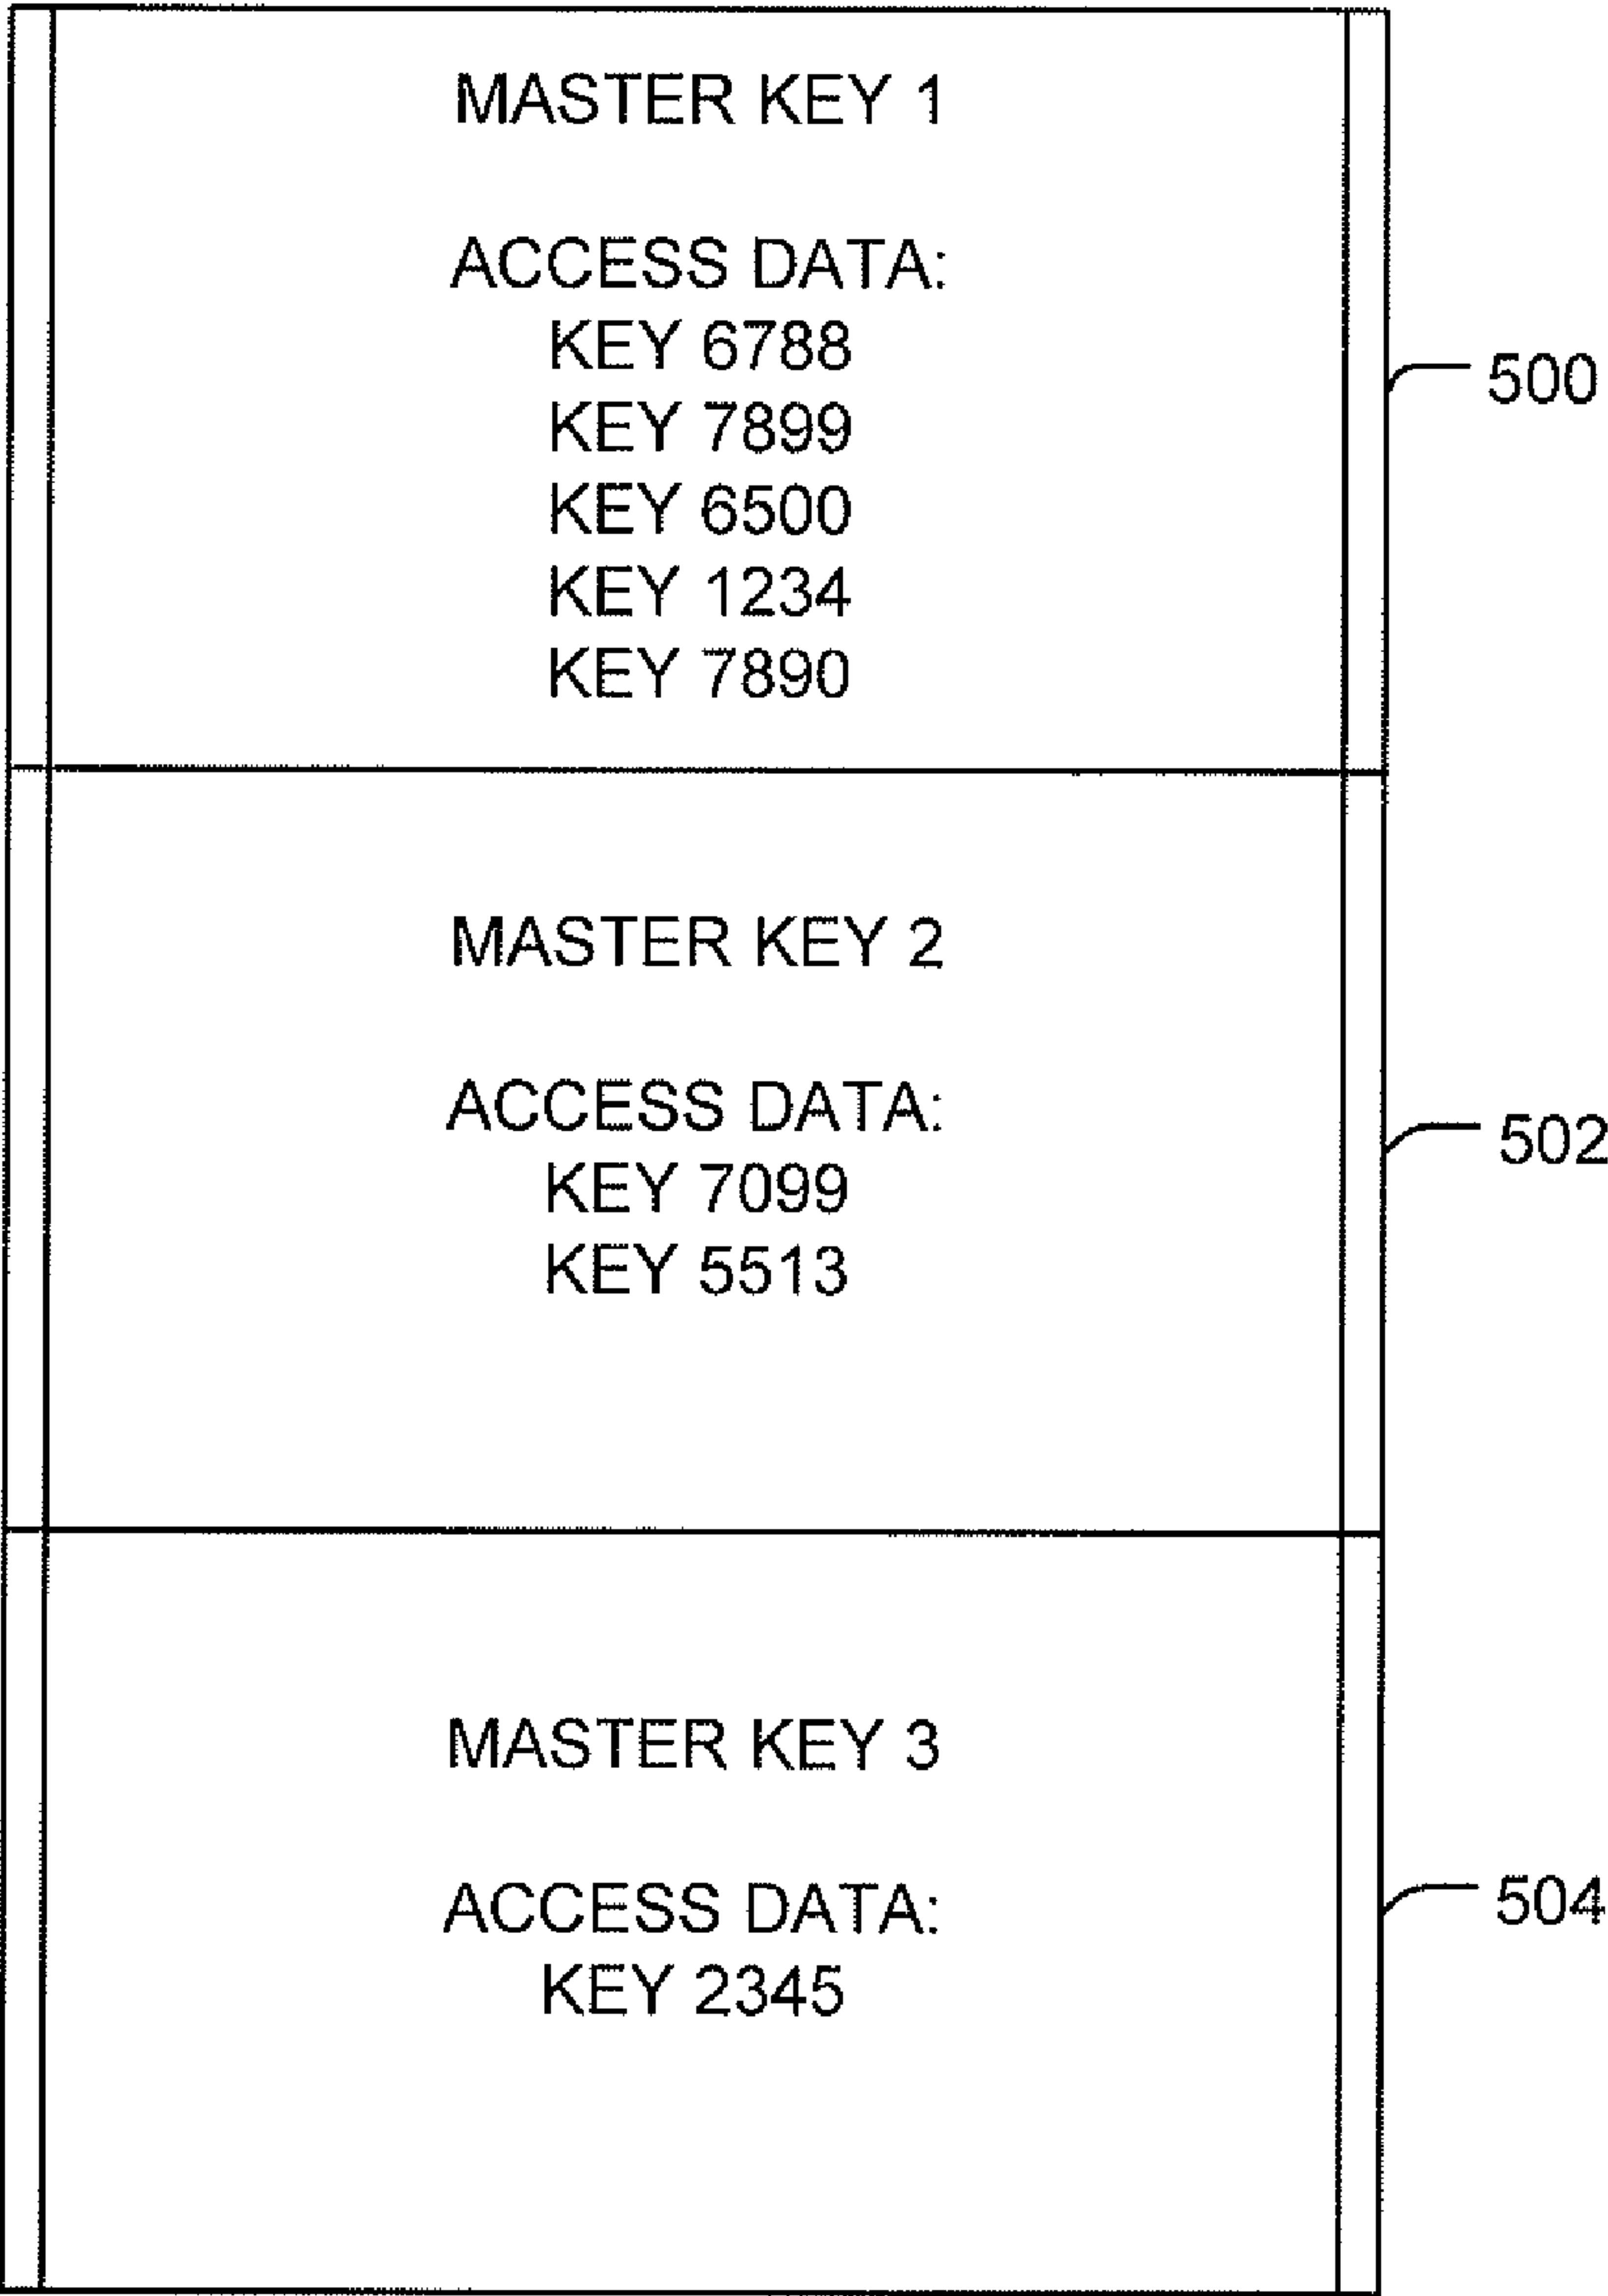 MASTER KEY 1
ACCESS DATA:
KEY 6788
KEY 7899
KEY 6500
KEY 1234
KEY 7890
500
MASTER KEY 2
ACCESS DATA:
KEY 7099
KEY 5513
502
MASTER KEY 3
ACCESS DATA:
KEY 2345
504